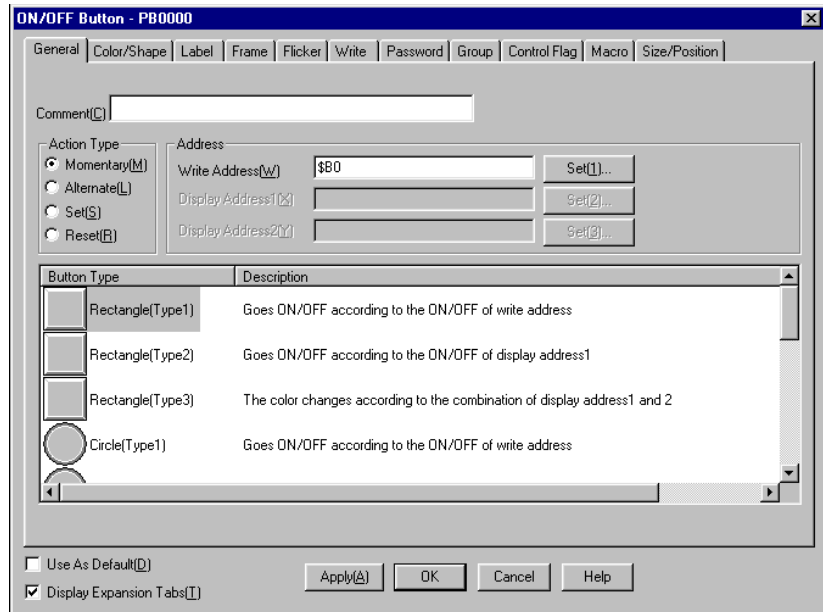 ON/OFF Button - PB0000
General Color/Shape Label Frame Flicker Write Password Group Control Flag Macro Size/Position
Comment(C)
Action Type
Momentary(M)
Alternate(L)
Set(S)
Reset(R)
Address
Write Address(W) $B0 Set(1)...
Display Address1(X) Set(2)...
Display Address2(Y) Set(3)...
Button Type Description
Rectangle(Type1) Goes ON/OFF according to the ON/OFF of write address
Rectangle(Type2) Goes ON/OFF according to the ON/OFF of display address1
Rectangle(Type3) The color changes according to the combination of display address1 and 2
Circle(Type1) Goes ON/OFF according to the ON/OFF of write address
Use As Default(D)
Display Expansion Tabs(T)
Apply(A) OK Cancel Help